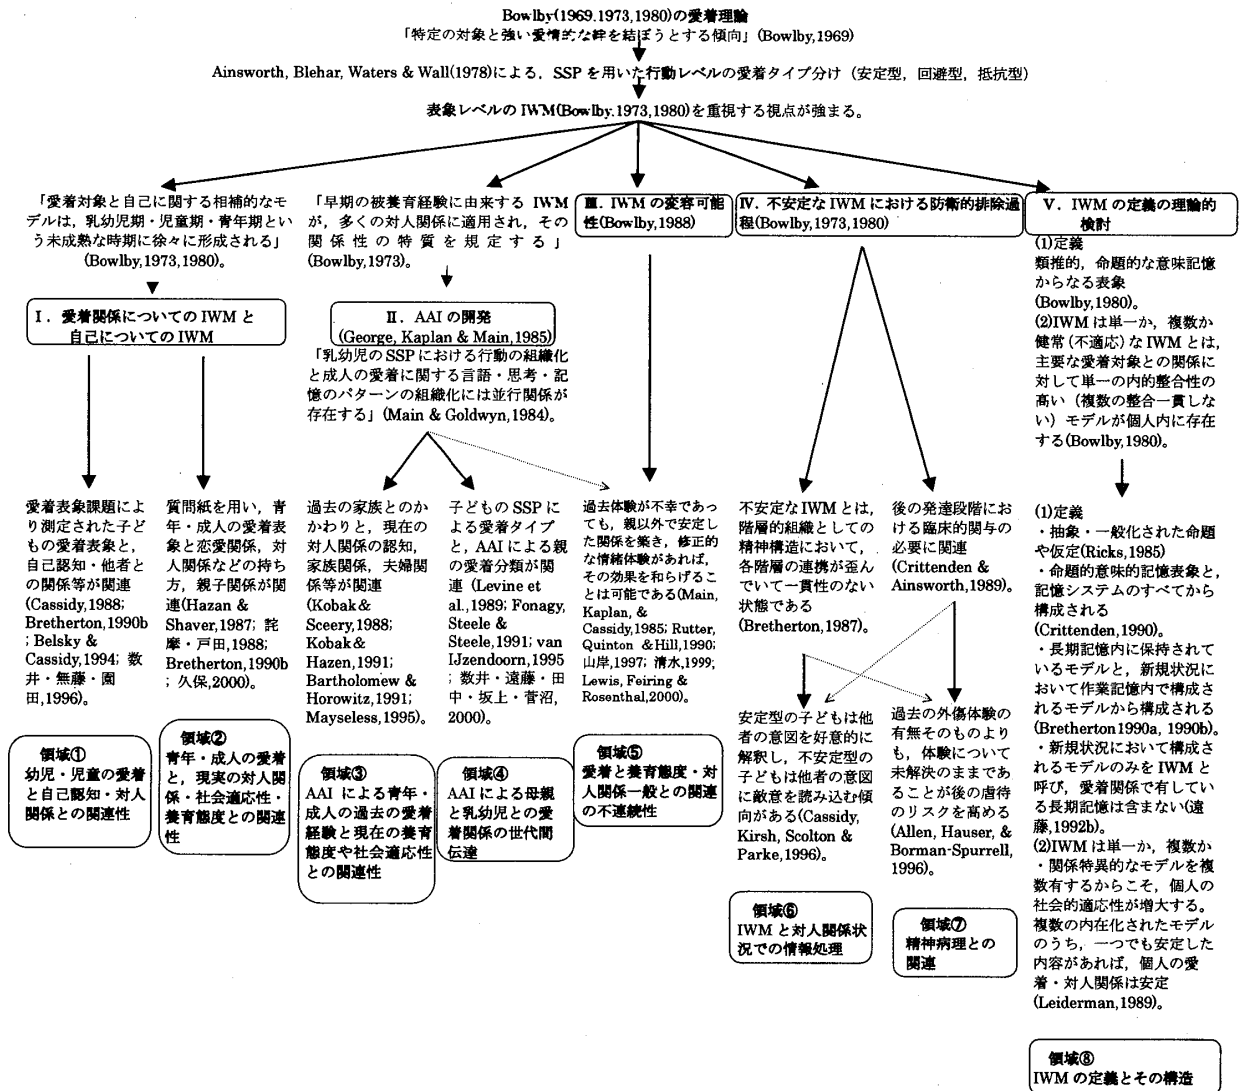 Bowlby(1969.1973,1980)の愛着理論
「特定の対象と強い愛情的な絆を結ぼうとする傾向」(Bowlby,1969)
Ainsworth, Blehar, Waters & Wall(1978)による，SSP を用いた行動レベルの愛着タイプ分け（安定型，回避型，抵抗型）
表象レベルの IWM(Bowlby.1973,1980)を重視する視点が強まる。
「愛着対象と自己に関する相補的なモ
デルは，乳幼児期・児童期・青年期とい
う未成熟な時期に徐々に形成される」
(Bowlby,1973,1980)。
Ⅰ．愛着関係についての IWM と
自己についての IWM
「早期の被養育経験に由来する IWM
が，多くの対人関係に適用され，その
関係性の特質を規定する」
(Bowlby,1973)。
Ⅱ．AAI の開発
(George, Kaplan & Main,1985)
「乳幼児の SSP における行動の組織化
と成人の愛着に関する言語・思考・記
憶のパターンの組織化には並行関係が
存在する」(Main & Goldwyn,1984)。
Ⅲ．IWM の変容可能
性(Bowlby,1988)
Ⅳ．不安定な IWM における防衛的排除過
程(Bowlby,1973,1980)
Ⅴ．IWM の定義の理論的
検討
(1)定義
類推的，命題的な意味記憶
からなる表象
(Bowlby,1980)。
(2)IWM は単一か，複数か
健常(不適応)な IWM とは，
主要な愛着対象との関係に
対して単一の内的整合性の
高い（複数の整合一貫しな
い）モデルが個人内に存在
する(Bowlby,1980)。
愛着表象課題によ
り測定された子ど
もの愛着表象と，
自己認知・他者と
の関係等が関連
(Cassidy,1988;
Bretherton,1990b
; Belsky &
Cassidy,1994; 数
井・無藤・園
田,1996)。
領域①
幼児・児童の愛着
と自己認知・対人
関係との関連性
質問紙を用い，青
年・成人の愛着表
象と恋愛関係，対
人関係などの持ち
方，親子関係が関
連(Hazan &
Shaver,1987; 詫
摩・戸田,1988;
Bretherton,1990b
; 久保,2000)。
領域②
青年・成人の愛着
と，現実の対人関
係・社会適応性・
養育態度との関連
性
過去の家族とのか
かわりと，現在の
対人関係の認知，
家族関係，夫婦関
係等が関連
(Kobak &
Sceery,1988;
Kobak &
Hazen,1991;
Bartholomew &
Horowitz,1991;
Mayseless,1995)。
領域③
AAI による青年・
成人の過去の愛着
経験と現在の養育
態度や社会適応性
との関連性
子どもの SSP に
よる愛着タイプ
と，AAI による親
の愛着分類が関
連 (Levine et
al.,1989; Fonagy,
Steele &
Steele,1991; van
IJzendoorn,1995
; 数井・遠藤・田
中・坂上・菅沼,
2000)。
領域④
AAI による母親
と乳幼児との愛
着関係の世代間
伝達
過去体験が不幸であっ
ても，親以外で安定し
た関係を築き，修正的
な情緒体験があれば，
その効果を和らげるこ
とは可能である(Main,
Kaplan, &
Cassidy,1985; Rutter,
Quinton &Hill,1990;
山岸,1997; 清水,1999;
Lewis, Feiring &
Rosenthal,2000)。
領域⑤
愛着と養育態度・対
人関係一般との関連
の不連続性
不安定な IWM とは，
階層的組織としての
精神構造において，
各階層の連携が歪ん
でいて一貫性のない
状態である
(Bretherton,1987)。
安定型の子どもは他
者の意図を好意的に
解釈し，不安定型の
子どもは他者の意図
に敵意を読み込む傾
向がある(Cassidy,
Kirsh, Scolton &
Parke,1996)。
領域⑥
IWM と対人関係状
況での情報処理
後の発達段階にお
ける臨床的関与の
必要に関連
(Crittenden &
Ainsworth,1989)。
過去の外傷体験の
有無そのものより
も，体験について
未解決のままであ
ることが後の虐待
のリスクを高める
(Allen, Hauser, &
Borman-Spurrell,
1996)。
領域⑦
精神病理との
関連
(1)定義
・抽象・一般化された命題
や仮定(Ricks,1985)
・命題的意味的記憶表象と，
記憶システムのすべてから
構成される
(Crittenden,1990)。
・長期記憶内に保持されて
いるモデルと，新規状況に
おいて作業記憶内で構成さ
れるモデルから構成される
(Bretherton1990a, 1990b)。
・新規状況において構成さ
れるモデルのみを IWM と
呼び，愛着関係で有してい
る長期記憶は含まない(遠
藤,1992b)。
(2)IWM は単一か，複数か
・関係特異的なモデルを複
数有するからこそ，個人の
社会的適応性が増大する。
複数の内在化されたモデル
のうち，一つでも安定した
内容があれば，個人の愛
着・対人関係は安定
(Leiderman,1989)。
領域⑧
IWM の定義とその構造